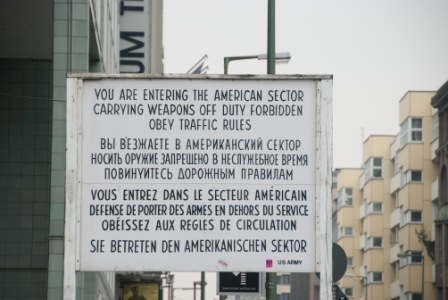 UM T
YOU ARE ENTERING THE AMERICAN SECTOR
CARRYING WEAPONS OFF DUTY FORBIDDEN
OBEY TRAFFIC RULES
ВЫ ВЪЕЗЖАЕТЕ В АМЕРИКАНСКИЙ СЕКТОР
НОСИТЬ ОРУЖИЕ ЗАПРЕЩЕНО В НЕСЛУЖЕБНОЕ ВРЕМЯ
ПОВИНУЙТЕСЬ ДОРОЖНЫМ ПРАВИЛАМ
VOUS ENTREZ DANS LE SECTEUR AMÉRICAIN
DEFENSE DE PORTER DES ARMES EN DEHORS DU SERVICE
OBÉISSEZ AUX REGLES DE CIRCULATION
SIE BETRETEN DEN AMERIKANISCHEN SEKTOR
US ARMY